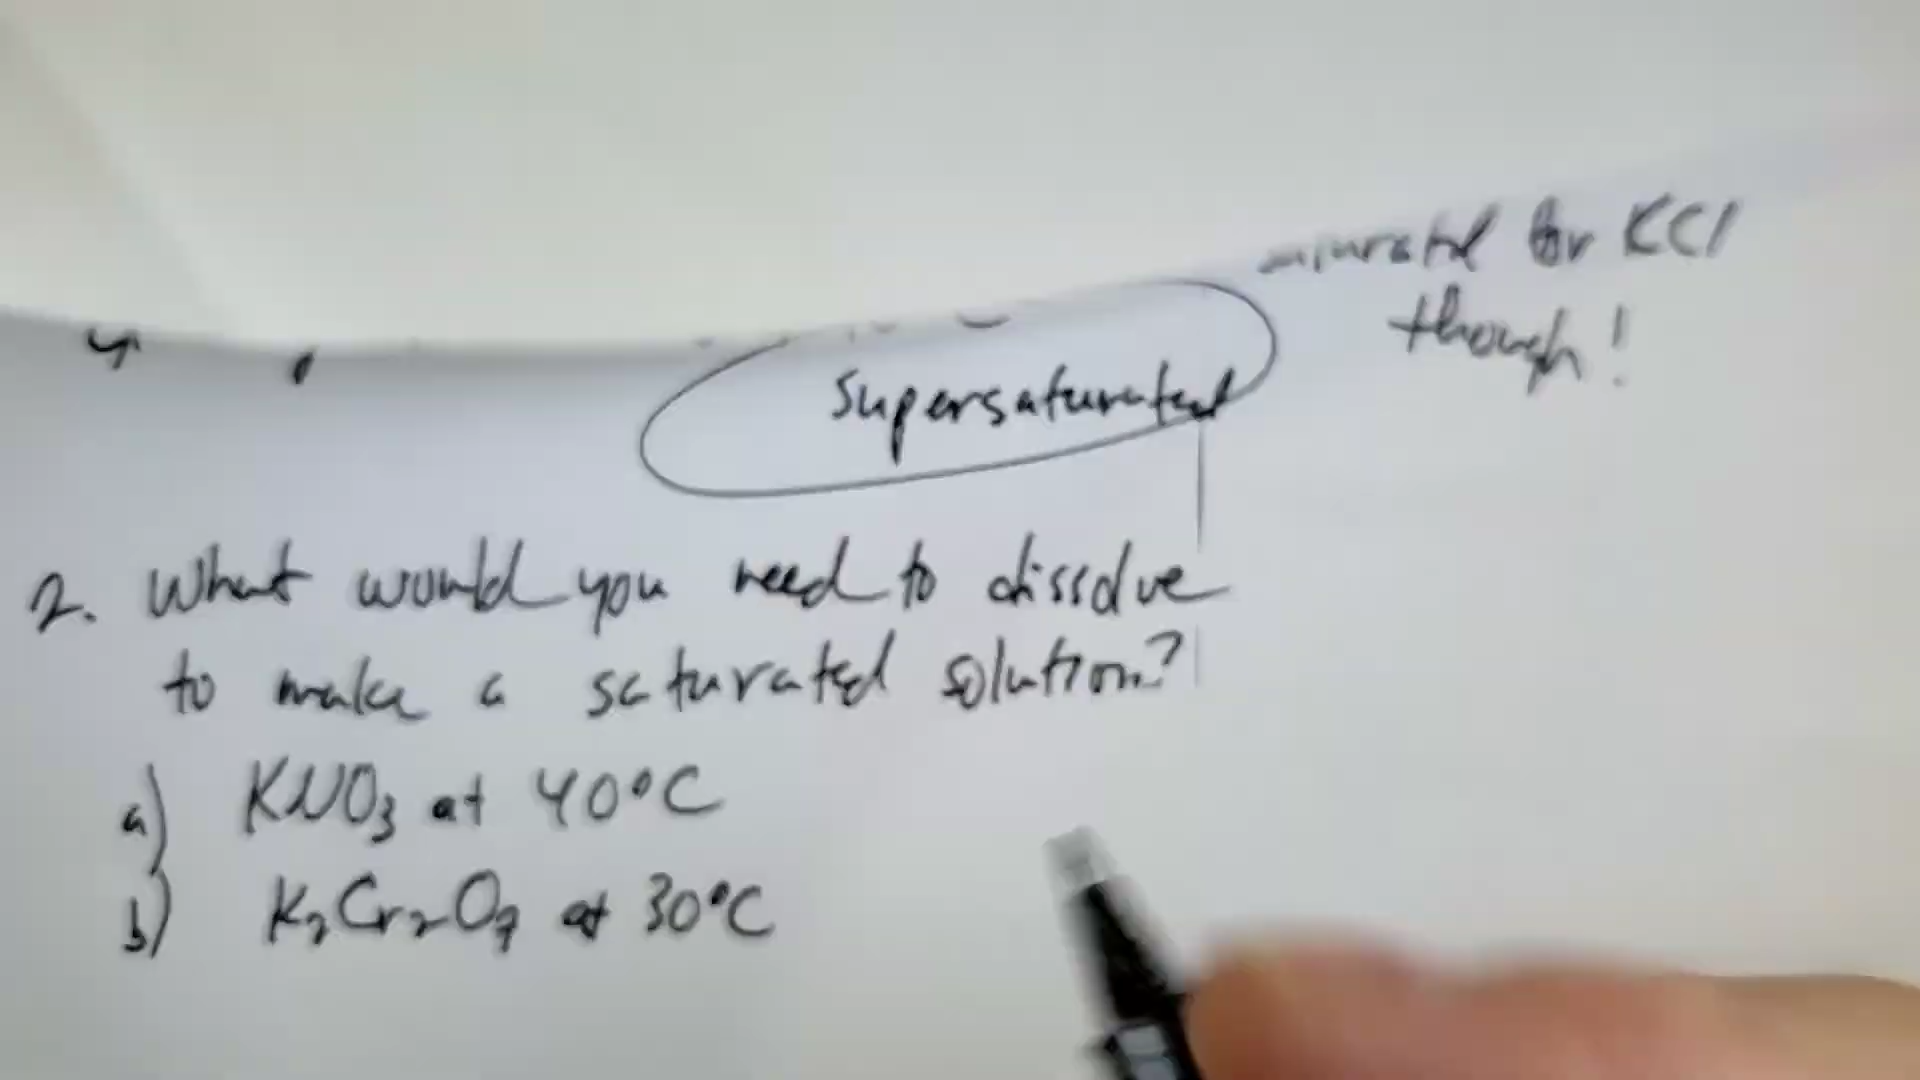 for KCl
though!
Supersaturated
2. What would you need to dissolve
to make a saturated solution?
a) KNO₃ at 40°C
b) K₂Cr₂O₇ at 30°C